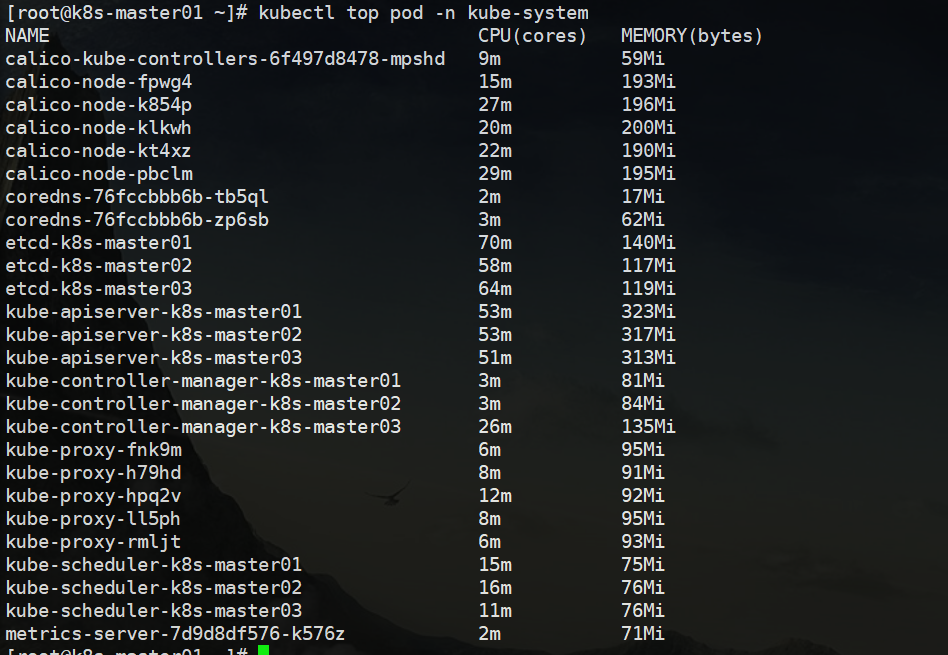 [root@k8s-master01 ~]# kubectl top pod -n kube-system
NAME CPU(cores) MEMORY(bytes)
calico-kube-controllers-6f497d8478-mpshd 9m 59Mi
calico-node-fpwg4 15m 193Mi
calico-node-k854p 27m 196Mi
calico-node-klkwh 20m 200Mi
calico-node-kt4xz 22m 190Mi
calico-node-pbclm 29m 195Mi
coredns-76fccbbb6b-tb5ql 2m 17Mi
coredns-76fccbbb6b-zp6sb 3m 62Mi
etcd-k8s-master01 70m 140Mi
etcd-k8s-master02 58m 117Mi
etcd-k8s-master03 64m 119Mi
kube-apiserver-k8s-master01 53m 323Mi
kube-apiserver-k8s-master02 53m 317Mi
kube-apiserver-k8s-master03 51m 313Mi
kube-controller-manager-k8s-master01 3m 81Mi
kube-controller-manager-k8s-master02 3m 84Mi
kube-controller-manager-k8s-master03 26m 135Mi
kube-proxy-fnk9m 6m 95Mi
kube-proxy-h79hd 8m 91Mi
kube-proxy-hpq2v 12m 92Mi
kube-proxy-ll5ph 8m 95Mi
kube-proxy-rmljt 6m 93Mi
kube-scheduler-k8s-master01 15m 75Mi
kube-scheduler-k8s-master02 16m 76Mi
kube-scheduler-k8s-master03 11m 76Mi
metrics-server-7d9d8df576-k576z 2m 71Mi
[root@k8s-master01 ~]#